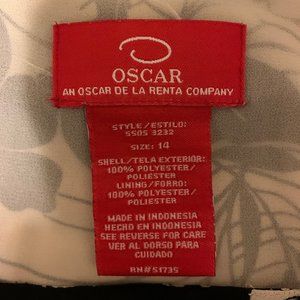 OSCAR
AN OSCAR DE LA RENTA COMPANY
STYLE/ESTILO:
SS05 3232
SIZE: 14
SHELL/TELA EXTERIOR:
100% POLYESTER/
POLIESTER
LINING/FORRO:
100% POLYESTER/
POLIESTER
MADE IN INDONESIA
HECHO EN INDONESIA
SEE REVERSE FOR CARE
VER AL DORSO PARA
CUIDADO
RN#51735